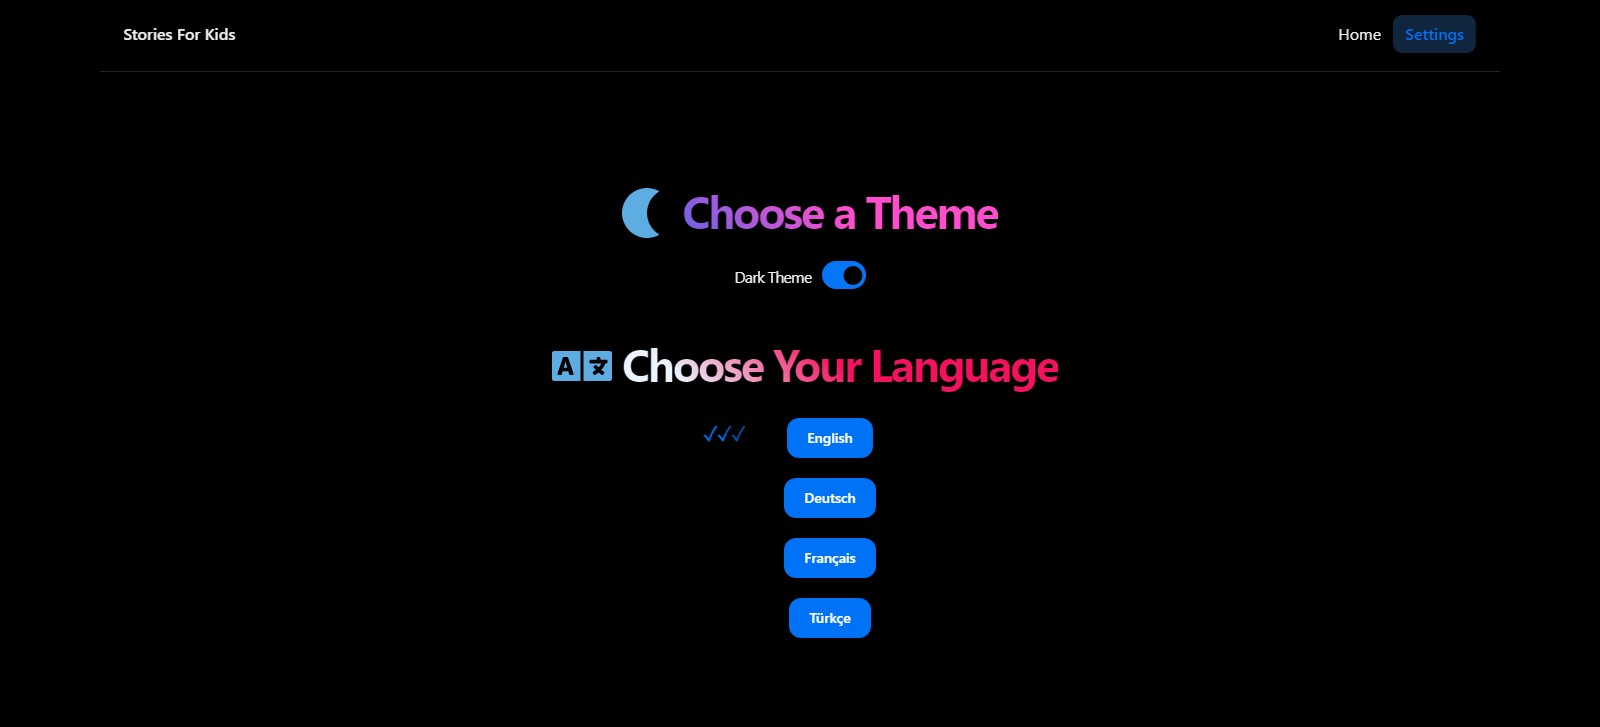 Stories For Kids
Home
Settings
Choose a Theme
Dark Theme
Choose Your Language
English
Deutsch
Français
Türkçe